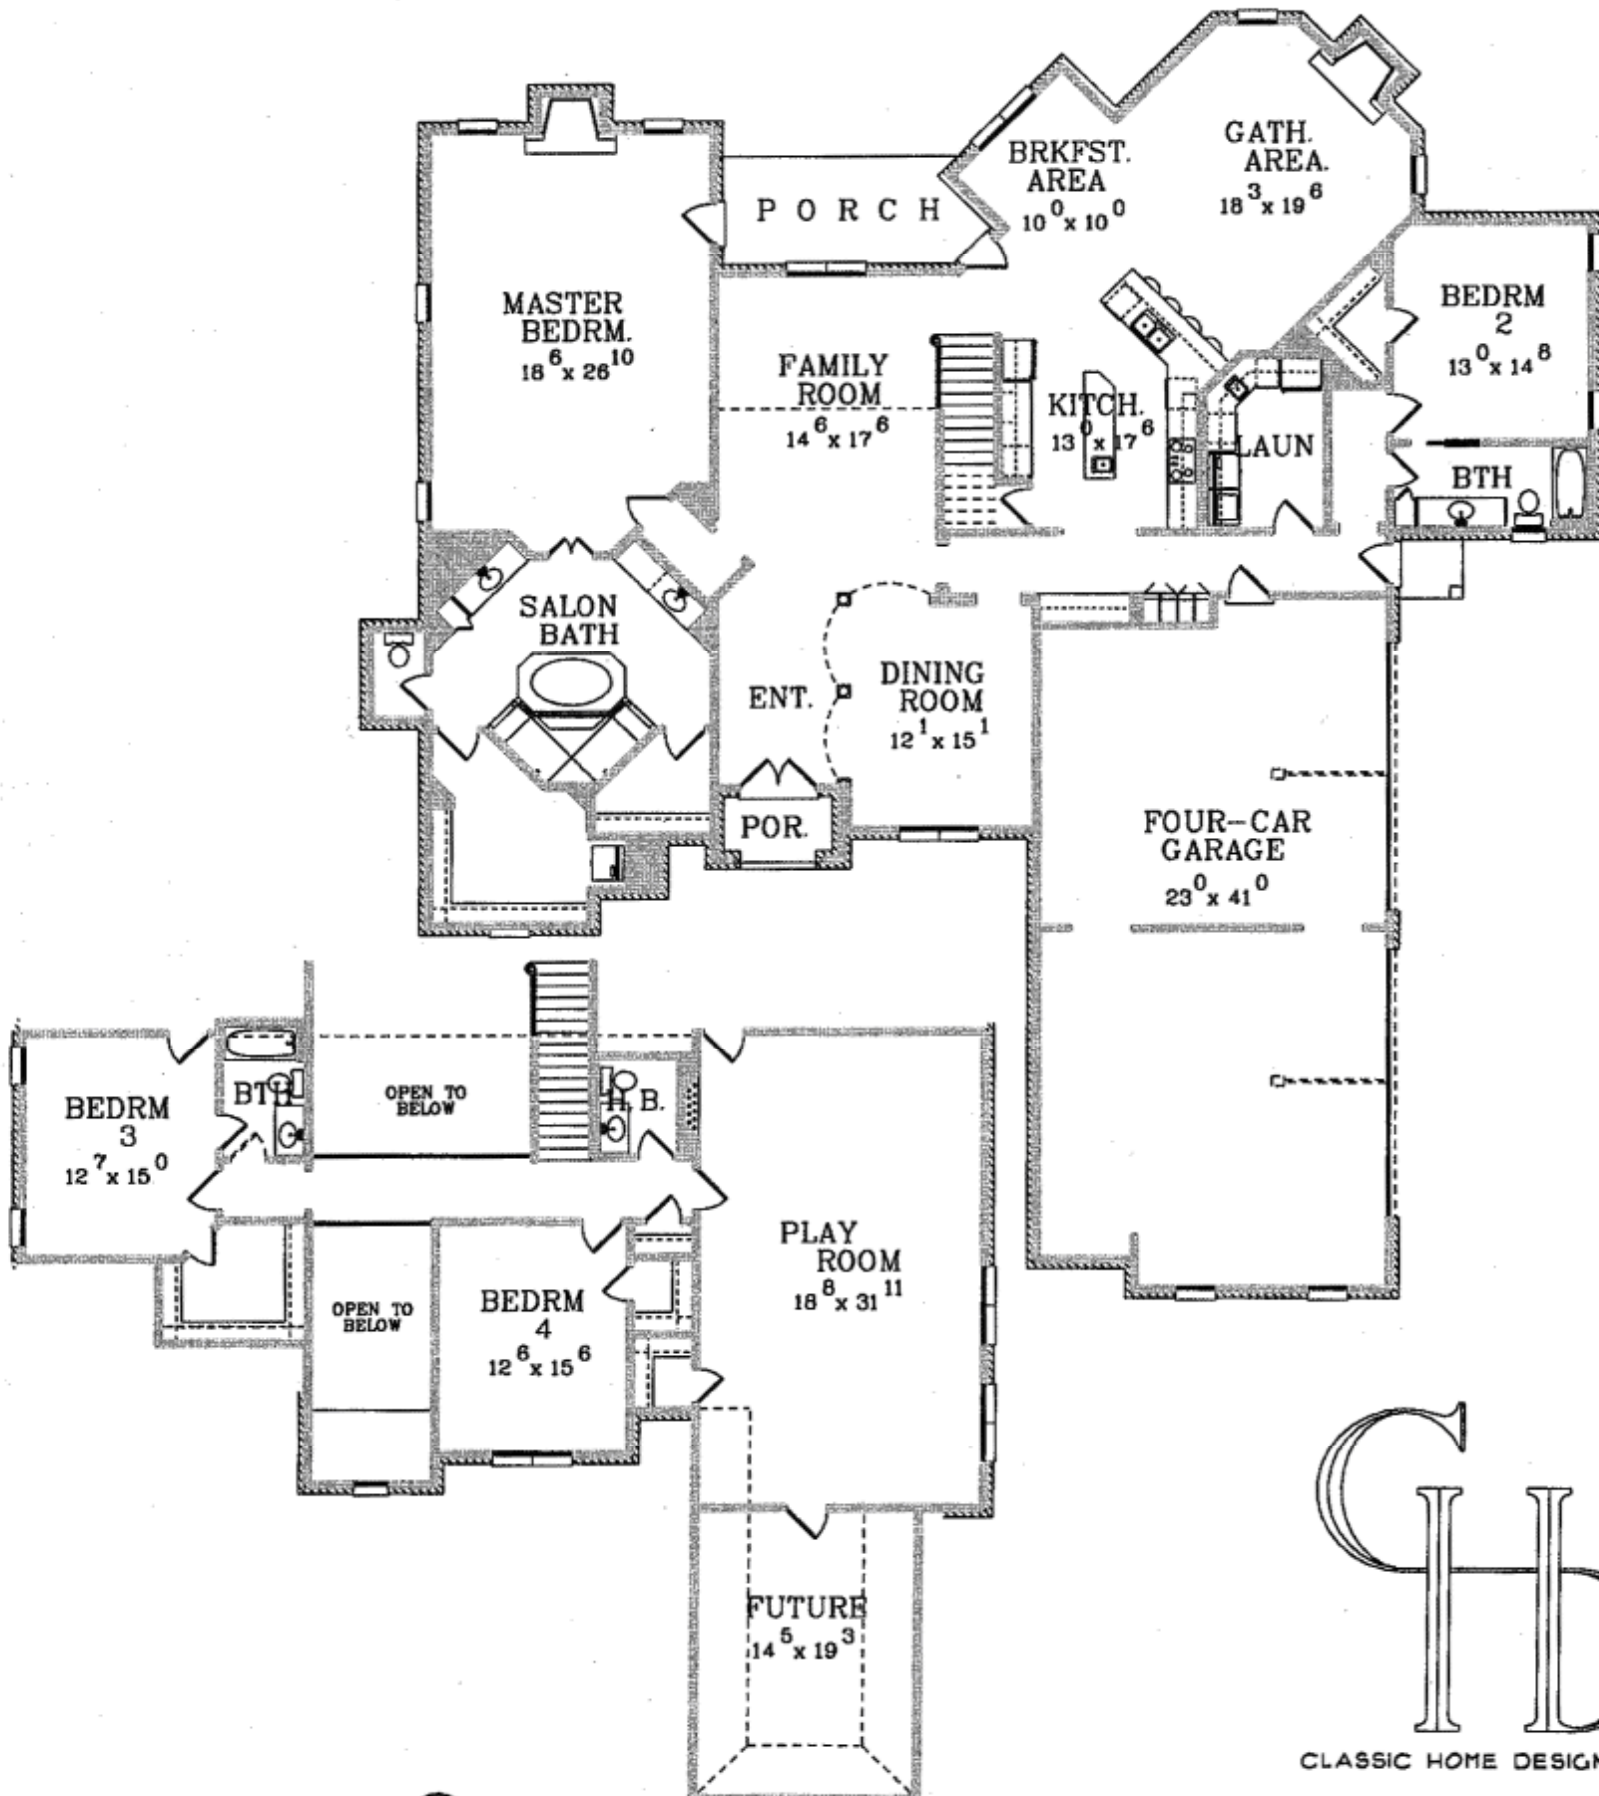 GATH.
AREA.
18³ x 19⁶
BRKFST.
AREA
10⁰ x 10⁰
PORCH
MASTER
BEDRM.
18⁶ x 26¹⁰
BEDRM
2
13⁰ x 14⁸
FAMILY
ROOM
14⁶ x 17⁶
KITCH.
13⁰ x 17⁶
LAUN
BTH
SALON
BATH
ENT.
DINING
ROOM
12¹ x 15¹
POR.
FOUR-CAR
GARAGE
23⁰ x 41⁰
BEDRM
3
12⁷ x 15⁰
BTH
OPEN TO
BELOW
H. B.
PLAY
ROOM
18⁸ x 31¹¹
OPEN TO
BELOW
BEDRM
4
12⁶ x 15⁶
FUTURE
14⁵ x 19³
CHD
CLASSIC HOME DESIGN